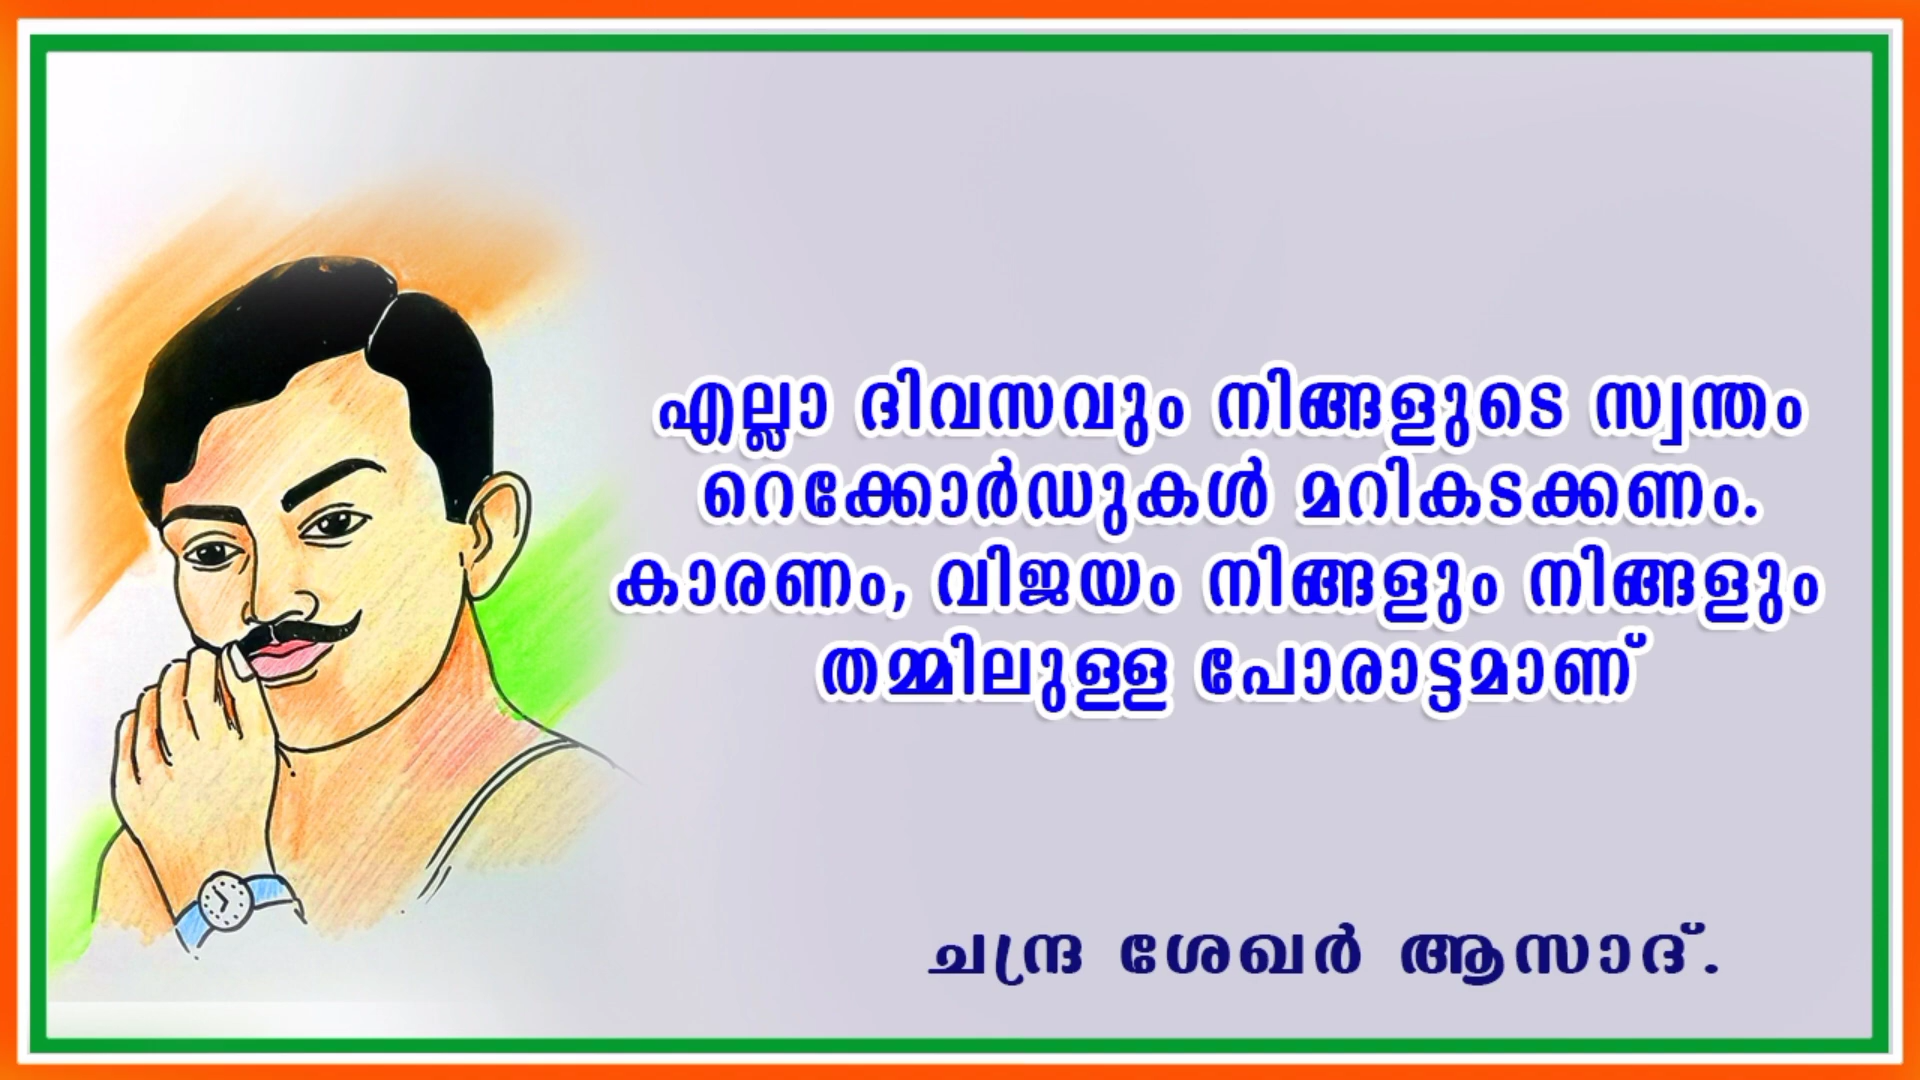 എല്ലാ ദിവസവും നിങ്ങളുടെ സ്വന്തം
റെക്കോർഡുകൾ മറികടക്കണം.
കാരണം, വിജയം നിങ്ങളും നിങ്ങളും
തമ്മിലുള്ള പോരാട്ടമാണ്
ചന്ദ്ര ശേഖർ ആസാദ്.